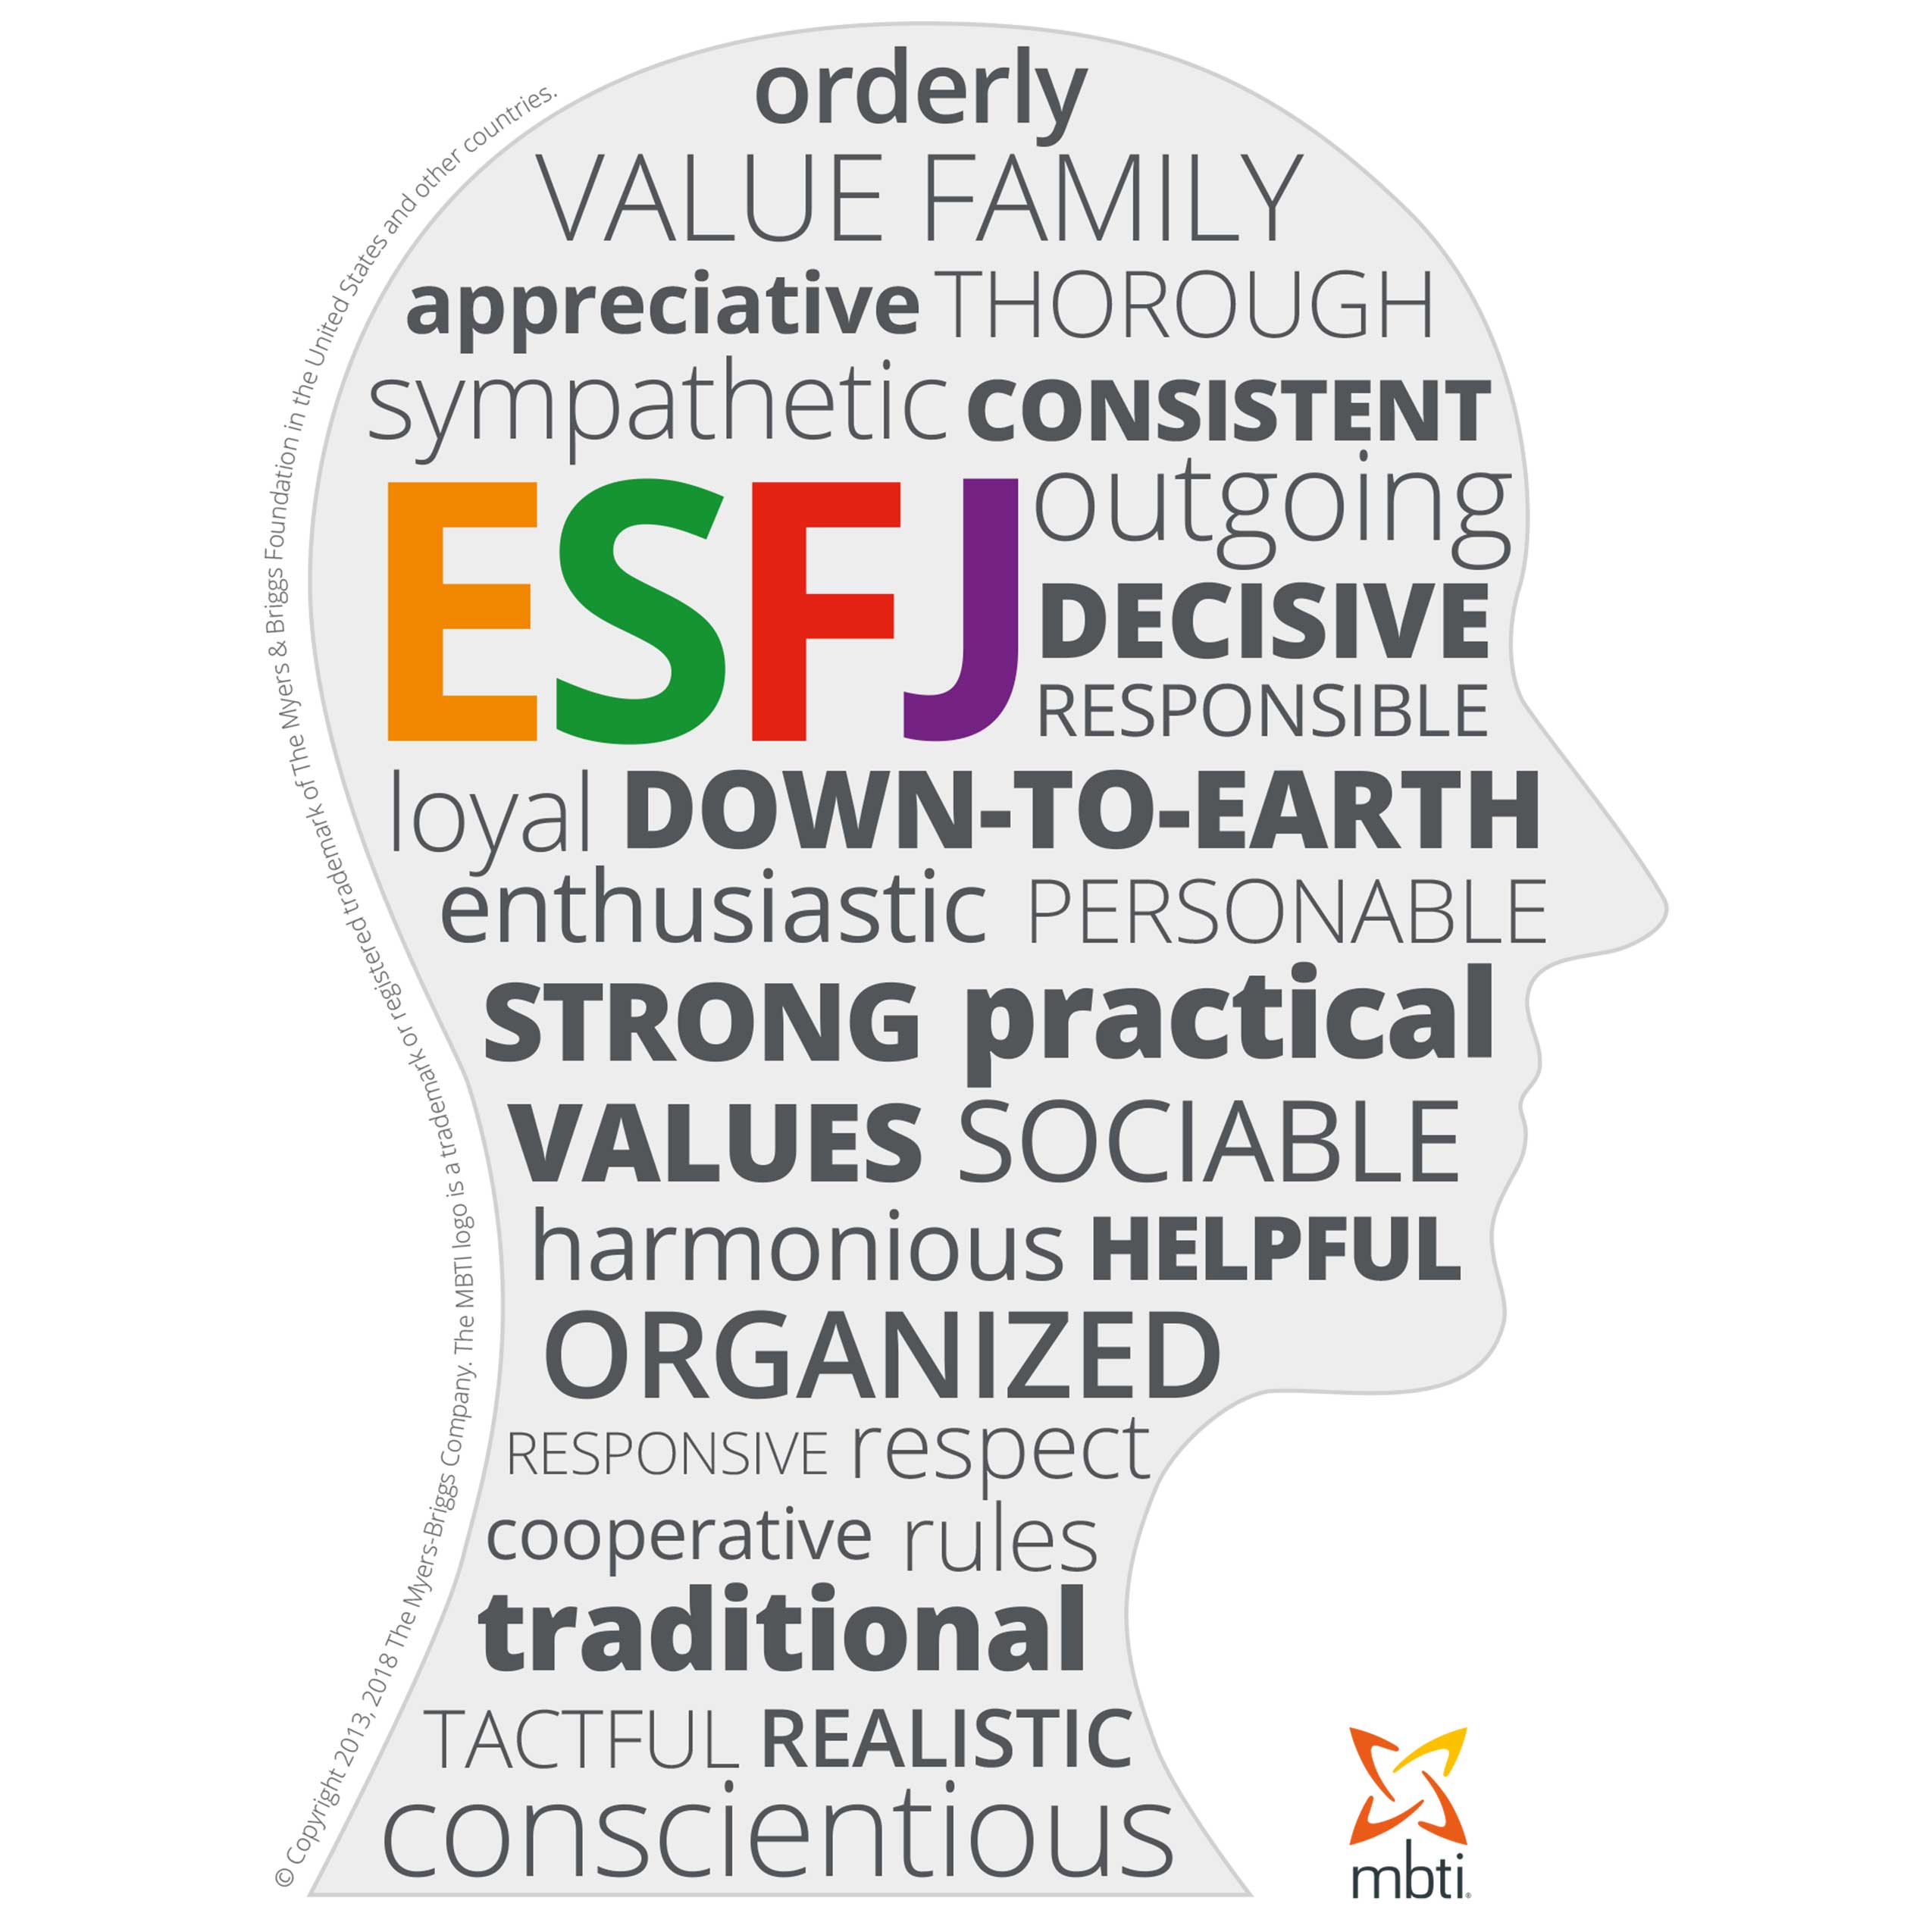 orderly
VALUE FAMILY
appreciative THOROUGH
sympathetic CONSISTENT
ESFJ
outgoing
DECISIVE
RESPONSIBLE
loyal DOWN-TO-EARTH
enthusiastic PERSONABLE
STRONG practical
VALUES SOCIABLE
harmonious HELPFUL
ORGANIZED
RESPONSIVE respect
cooperative rules
traditional
TACTFUL REALISTIC
conscientious
© Copyright 2013, 2018 The Myers-Briggs Company. The MBTI logo is a trademark or registered trademark of The Myers & Briggs Foundation in the United States and other countries.
mbti®